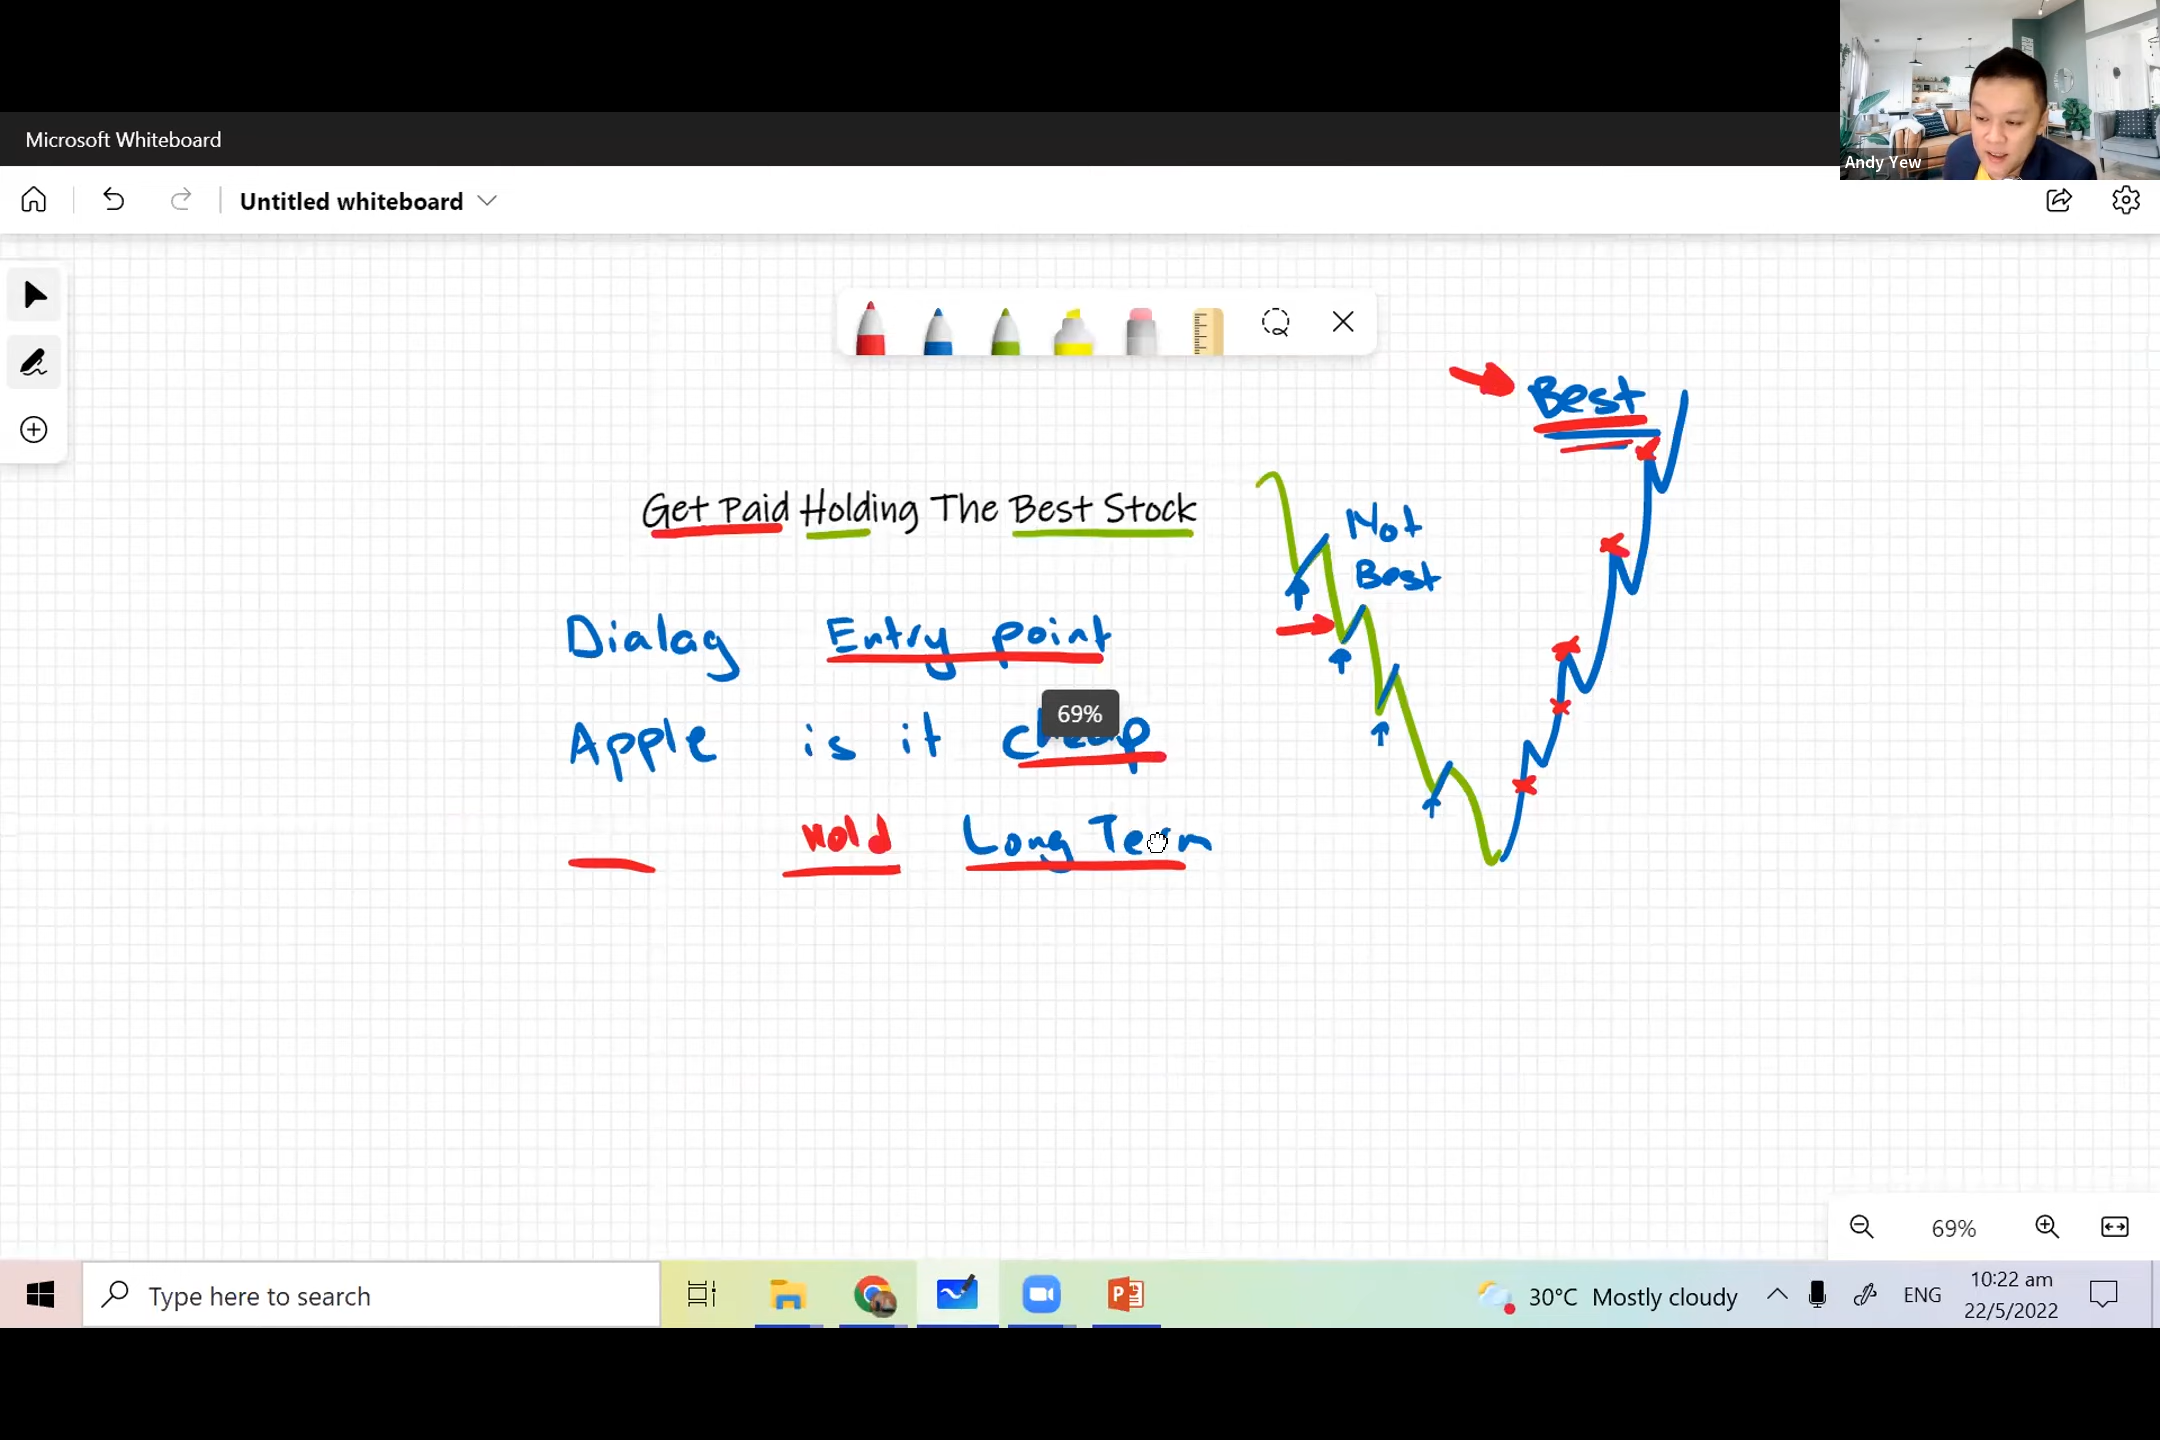 Andy Yew
Microsoft Whiteboard
Untitled whiteboard
Best
Get Paid Holding The Best Stock
Not
Best
Dialag Entry point
69%
Apple is it cheap
Hold Long Term
69%
Type here to search
30°C Mostly cloudy
ENG
10:22 am
22/5/2022